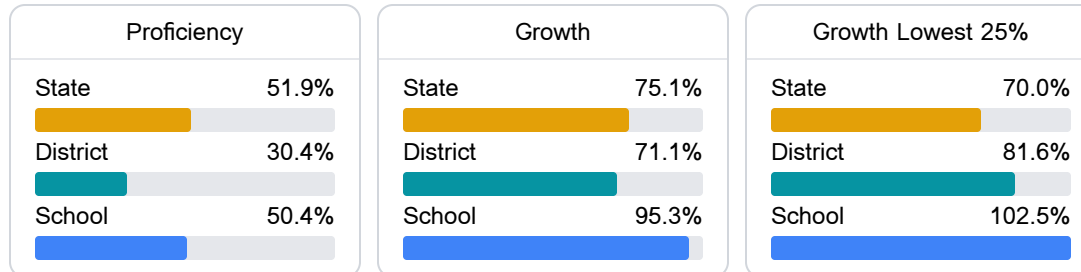 Proficiency
State 51.9%
District 30.4%
School 50.4%
Growth
State 75.1%
District 71.1%
School 95.3%
Growth Lowest 25%
State 70.0%
District 81.6%
School 102.5%